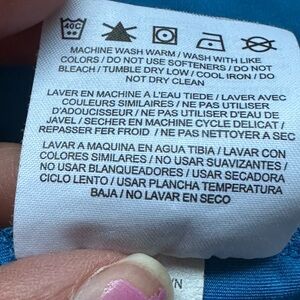 40C
MACHINE WASH WARM / WASH WITH LIKE
COLORS / DO NOT USE SOFTENERS / DO NOT
BLEACH / TUMBLE DRY LOW / COOL IRON / DO
NOT DRY CLEAN
LAVER EN MACHINE A L'EAU TIEDE / LAVER AVEC
COULEURS SIMILAIRES / NE PAS UTILISER
D'ADOUCISSEUR / NE PAS UTILISER D'EAU DE
JAVEL / SECHER EN MACHINE CYCLE DELICAT /
REPASSER FER FROID / NE PAS NETTOYER A SEC
LAVAR A MAQUINA EN AGUA TIBIA / LAVAR CON
COLORES SIMILARES / NO USAR SUAVIZANTES /
NO USAR BLANQUEADORES / USAR SECADORA
CICLO LENTO / USAR PLANCHA TEMPERATURA
BAJA / NO LAVAR EN SECO